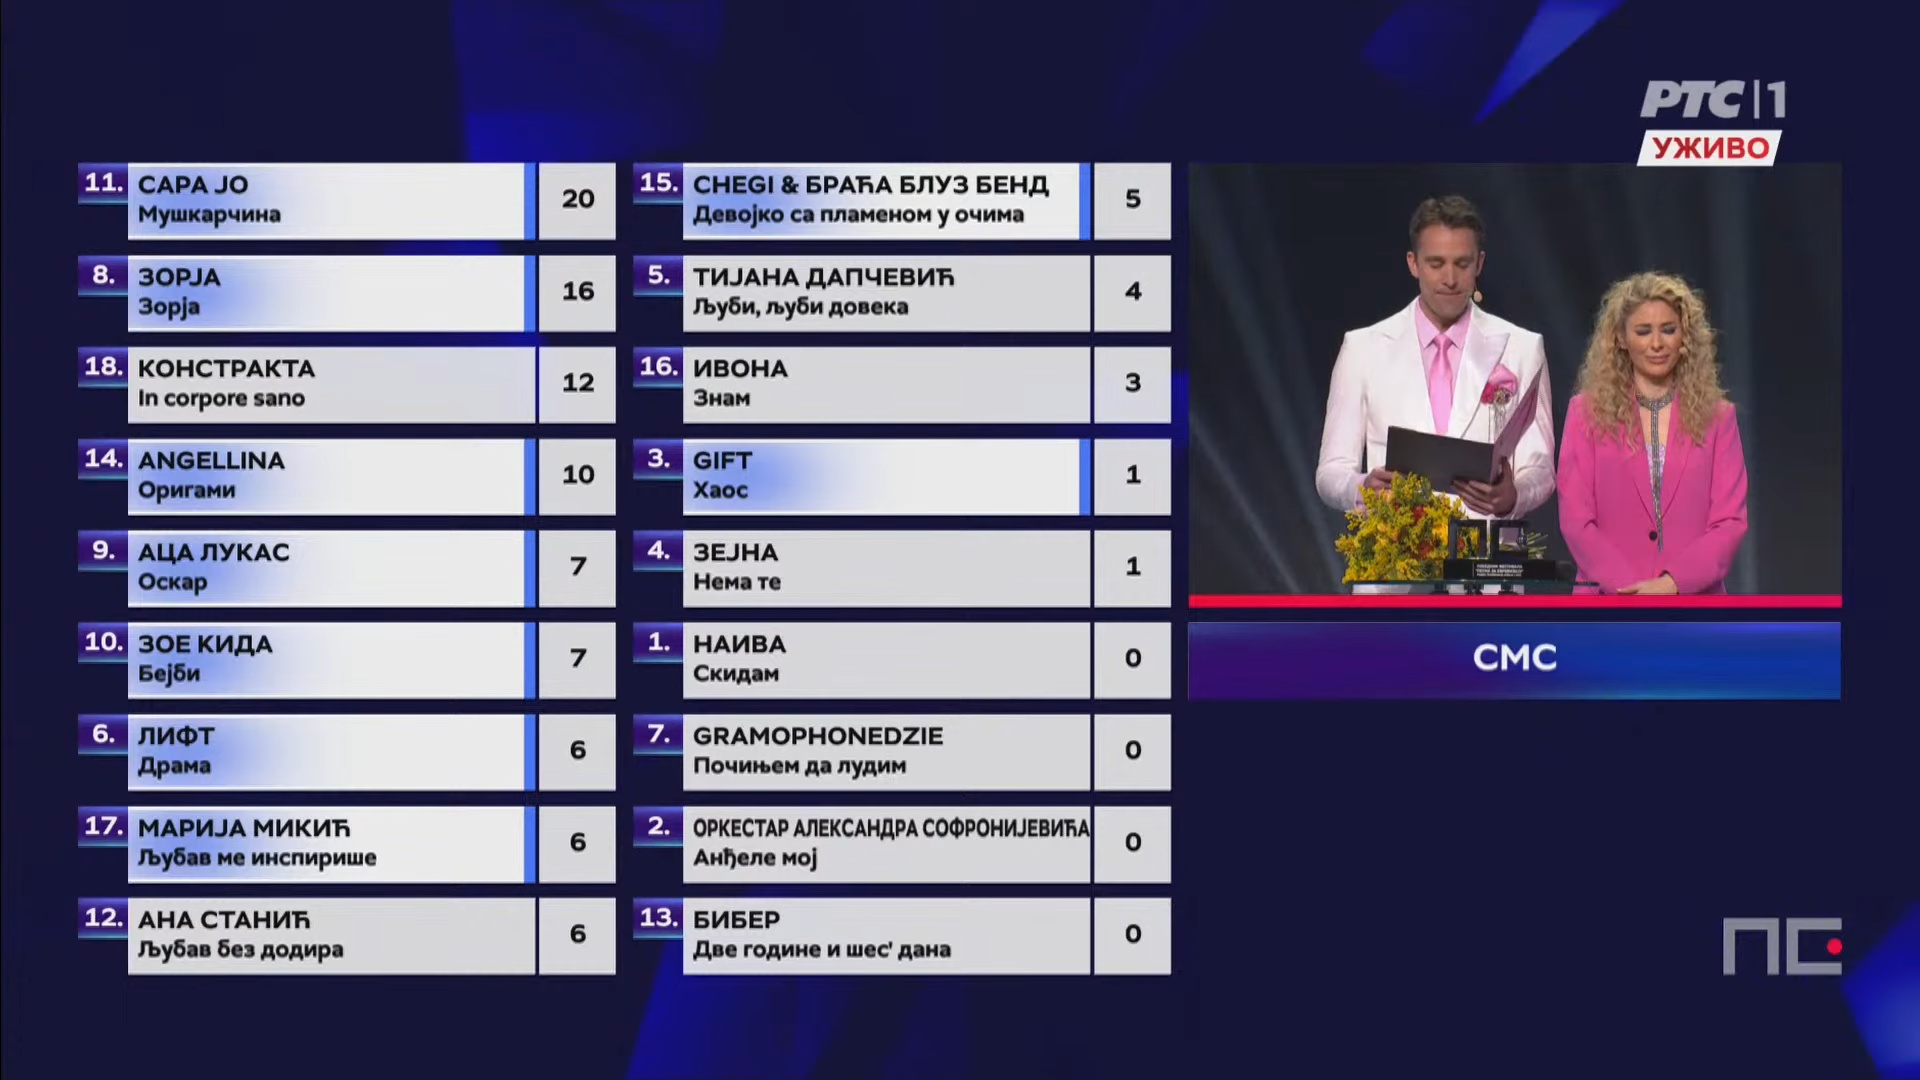 РТС|1
УЖИВО
11. САРА ЈО 20
Мушкарчина
8. ЗОРЈА 16
Зорја
18. КОНСТРАКТА 12
In corpore sano
14. ANGELLINA 10
Оригами
9. АЦА ЛУКАС 7
Оскар
10. ЗОЕ КИДА 7
Бејби
6. ЛИФТ 6
Драма
17. МАРИЈА МИКИЋ 6
Љубав ме инспирише
12. АНА СТАНИЋ 6
Љубав без додира
15. CHEGI & БРАЋА БЛУЗ БЕНД 5
Девојко са пламеном у очима
5. ТИЈАНА ДАПЧЕВИЋ 4
Љуби, љуби довека
16. ИВОНА 3
Знам
3. GIFT 1
Хаос
4. ЗЕЈНА 1
Нема те
1. НАИВА 0
Скидам
7. GRAMOPHONEDZIE 0
Почињем да лудим
2. ОРКЕСТАР АЛЕКСАНДРА СОФРОНИЈЕВИЋА 0
Анђеле мој
13. БИБЕР 0
Две године и шес' дана
СМС
ПС